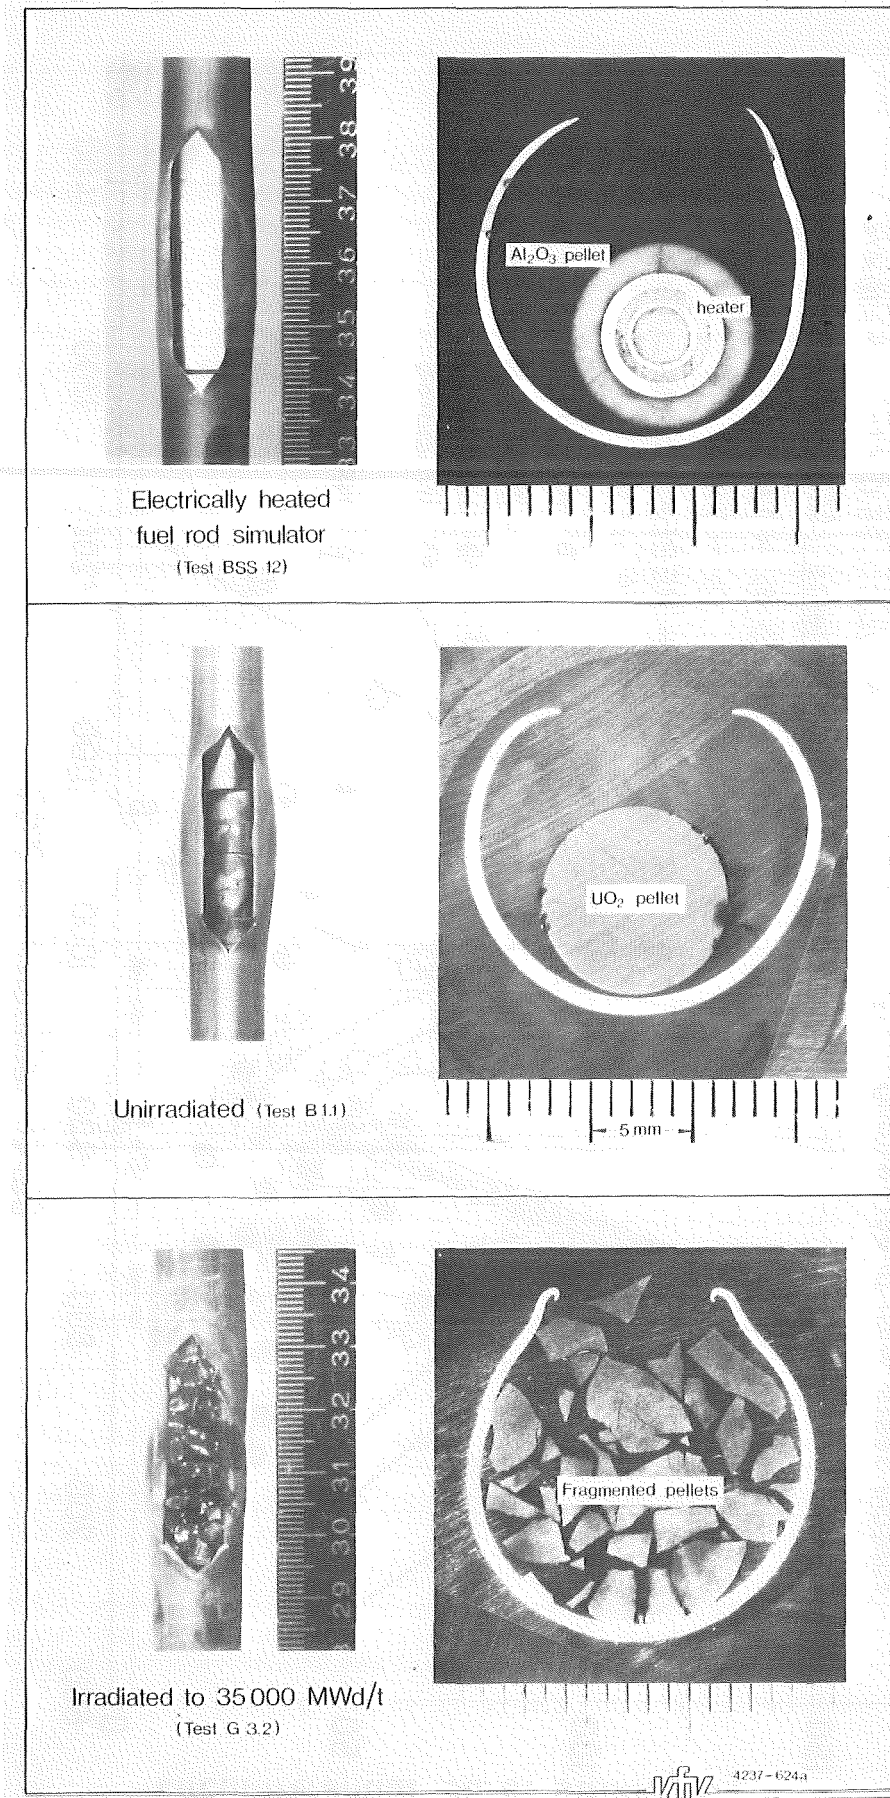 39
38
37
36
35
34
33
Al₂O₃ pellet
heater
Electrically heated
fuel rod simulator
(Test BSS 12)
UO₂ pellet
Unirradiated (Test B 1.1)
5 mm
34
33
32
31
30
29
Fragmented pellets
Irradiated to 35 000 MWd/t
(Test G 3.2)
KfK 4237-624a